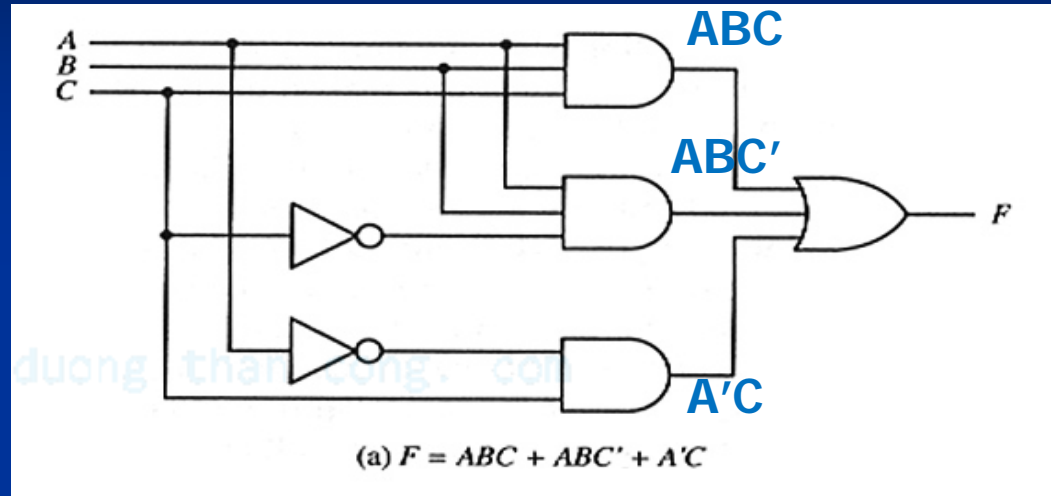 A
ABC
B
C
ABC'
F
duong than cong. com
A'C
(a) F = ABC + ABC' + A'C